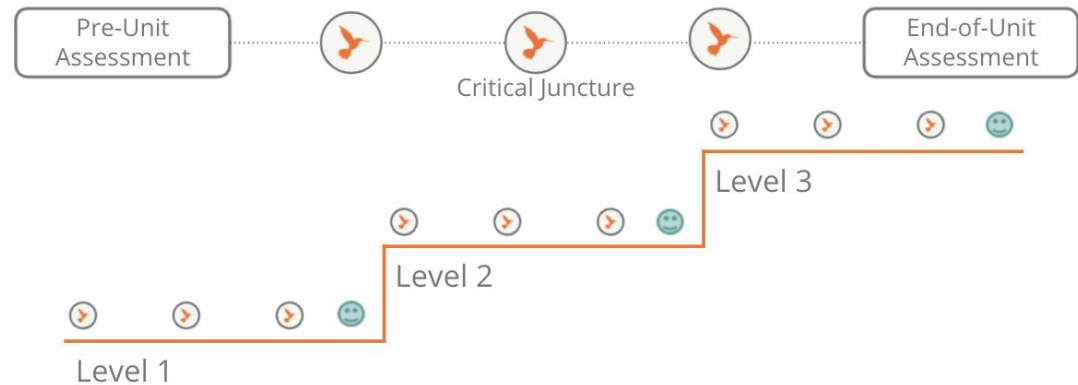 Pre-Unit
Assessment
End-of-Unit
Assessment
Critical Juncture
Level 3
Level 2
Level 1